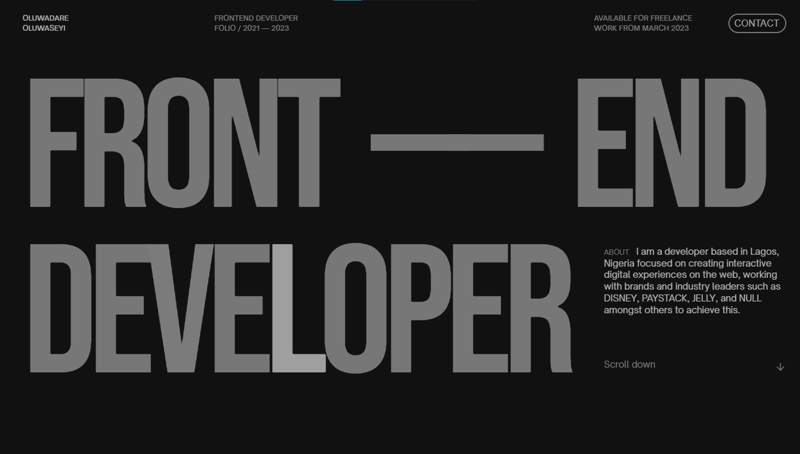 OLUWADARE
OLUWASEYI
FRONTEND DEVELOPER
FOLIO / 2021 — 2023
AVAILABLE FOR FREELANCE
WORK FROM MARCH 2023
CONTACT
FRONT — END
DEVELOPER
ABOUT I am a developer based in Lagos,
Nigeria focused on creating interactive
digital experiences on the web, working
with brands and industry leaders such as
DISNEY, PAYSTACK, JELLY, and NULL
amongst others to achieve this.
Scroll down